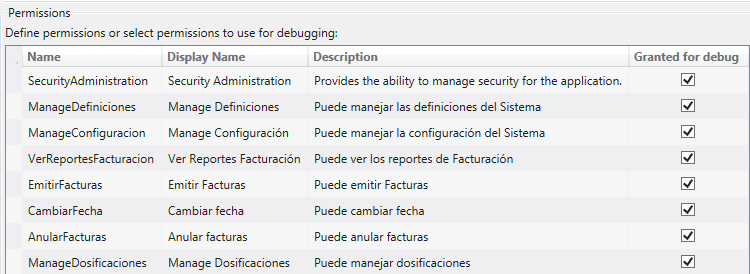 Permissions
Define permissions or select permissions to use for debugging:
Name Display Name Description Granted for debug
SecurityAdministration Security Administration Provides the ability to manage security for the application.
ManageDefiniciones Manage Definiciones Puede manejar las definiciones del Sistema
ManageConfiguracion Manage Configuración Puede manejar la configuración del Sistema
VerReportesFacturacion Ver Reportes Facturación Puede ver los reportes de Facturación
EmitirFacturas Emitir Facturas Puede emitir Facturas
CambiarFecha Cambiar fecha Puede cambiar fecha
AnularFacturas Anular facturas Puede anular facturas
ManageDosificaciones Manage Dosificaciones Puede manejar dosificaciones